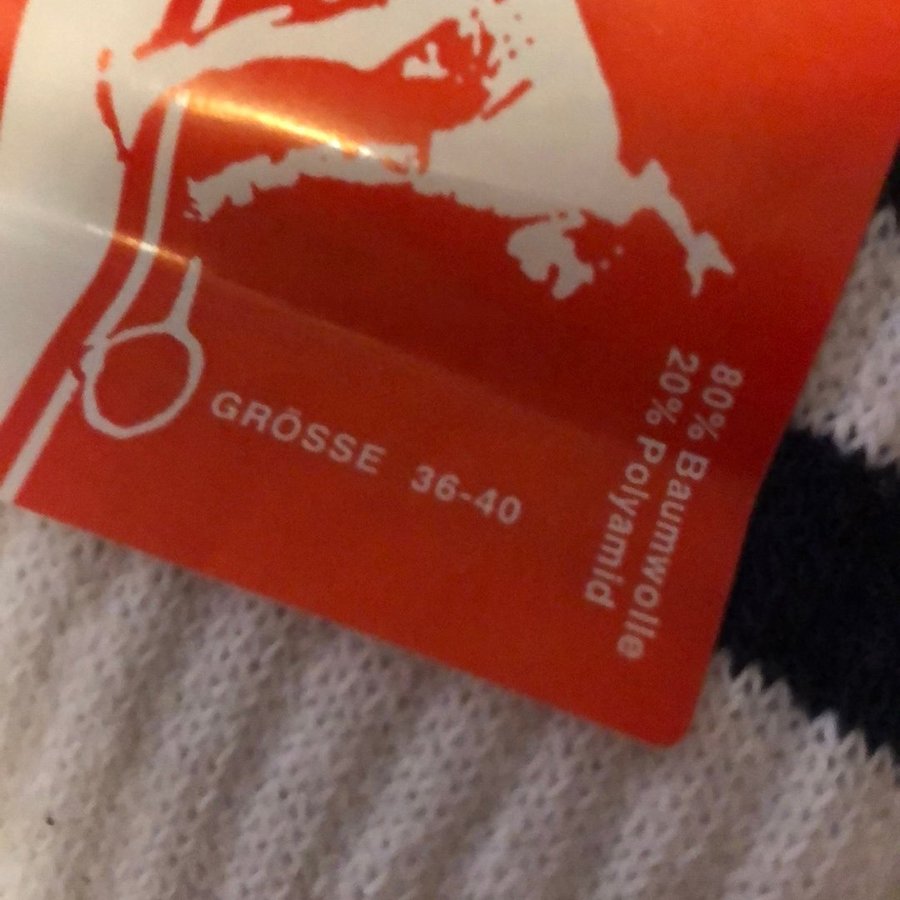 GRÖSSE 36-40
80% Baumwolle
20% Polyamid